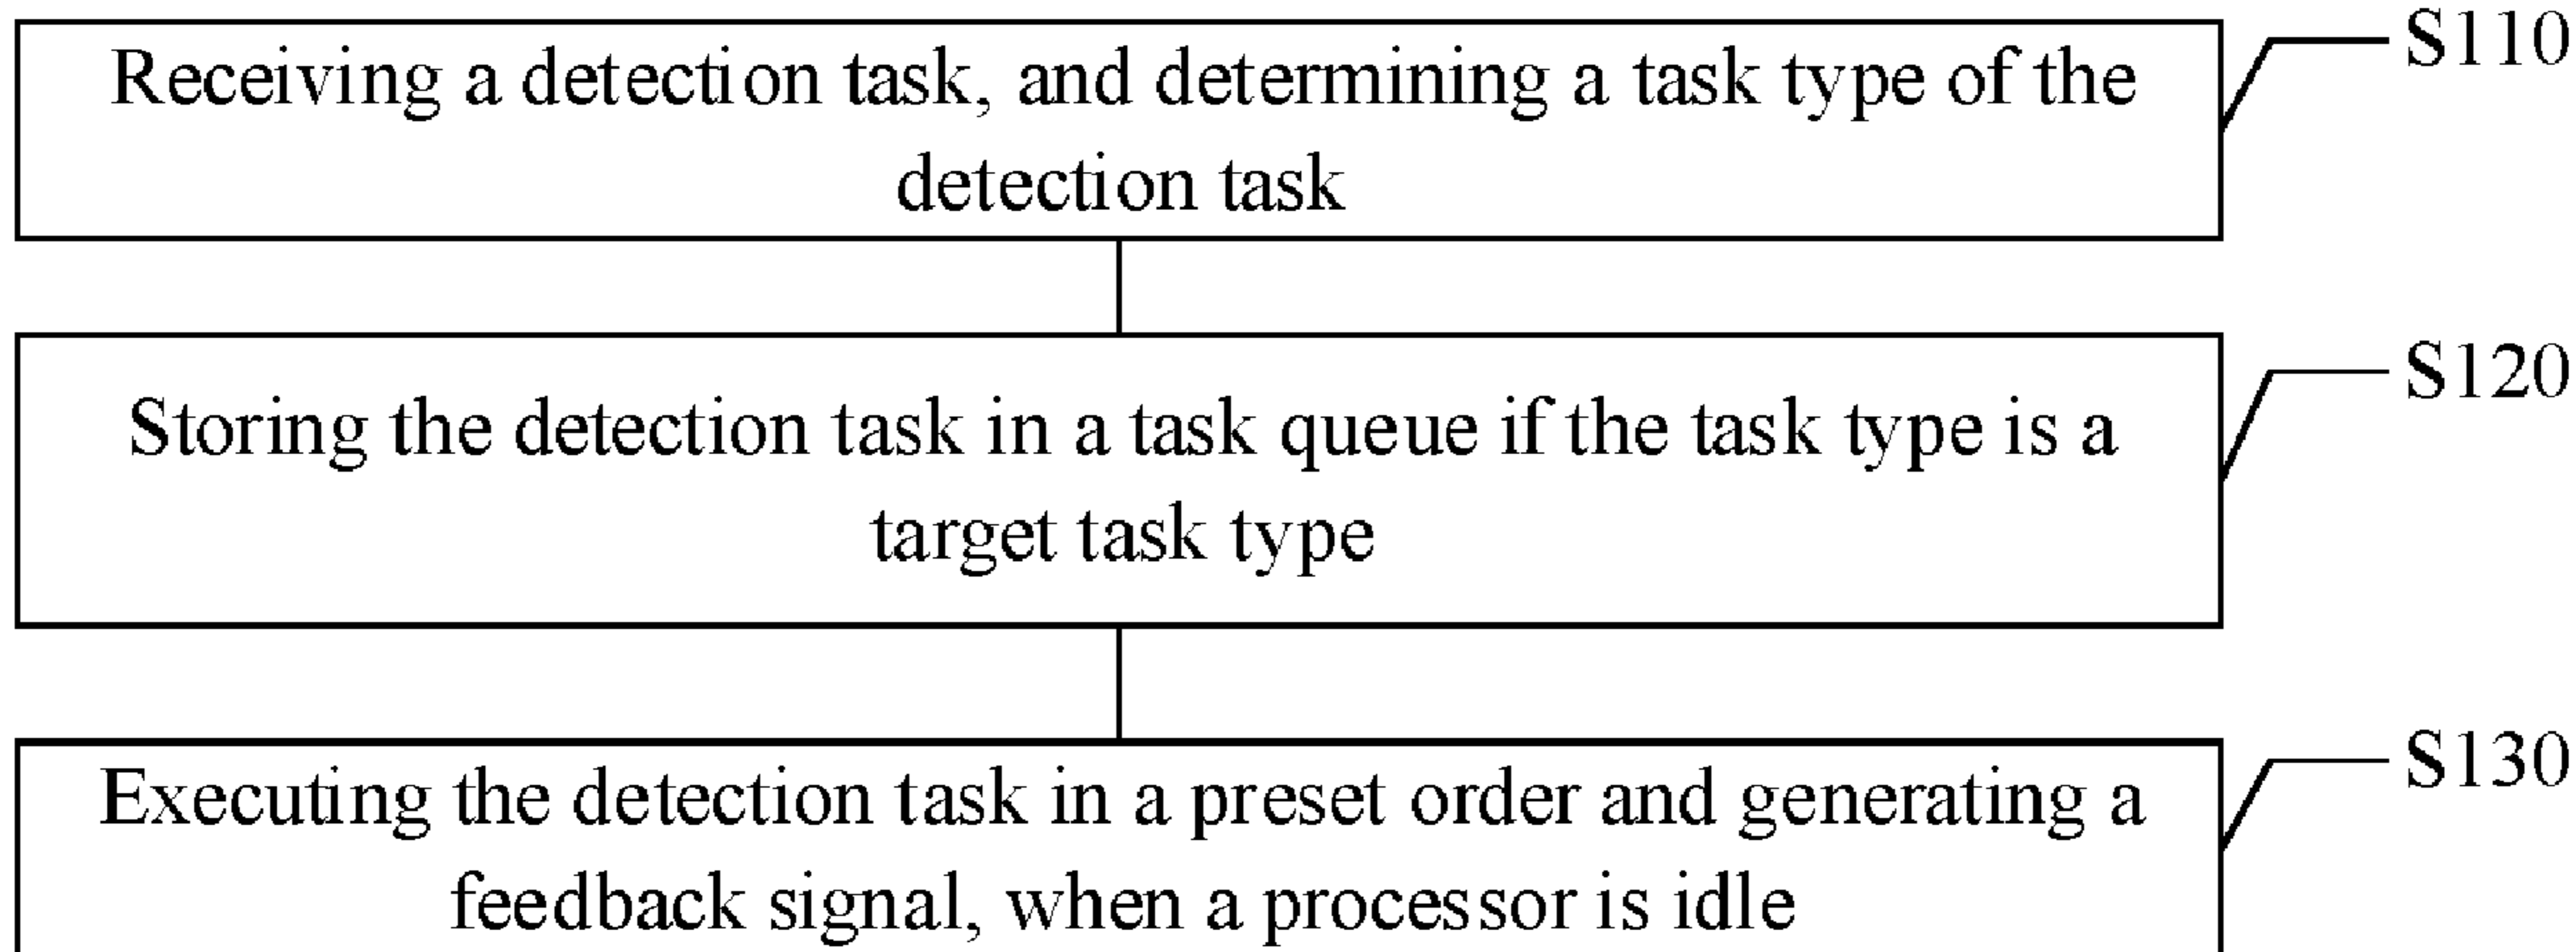 Receiving a detection task, and determining a task type of the
detection task
S110
Storing the detection task in a task queue if the task type is a
target task type
S120
Executing the detection task in a preset order and generating a
feedback signal, when a processor is idle
S130